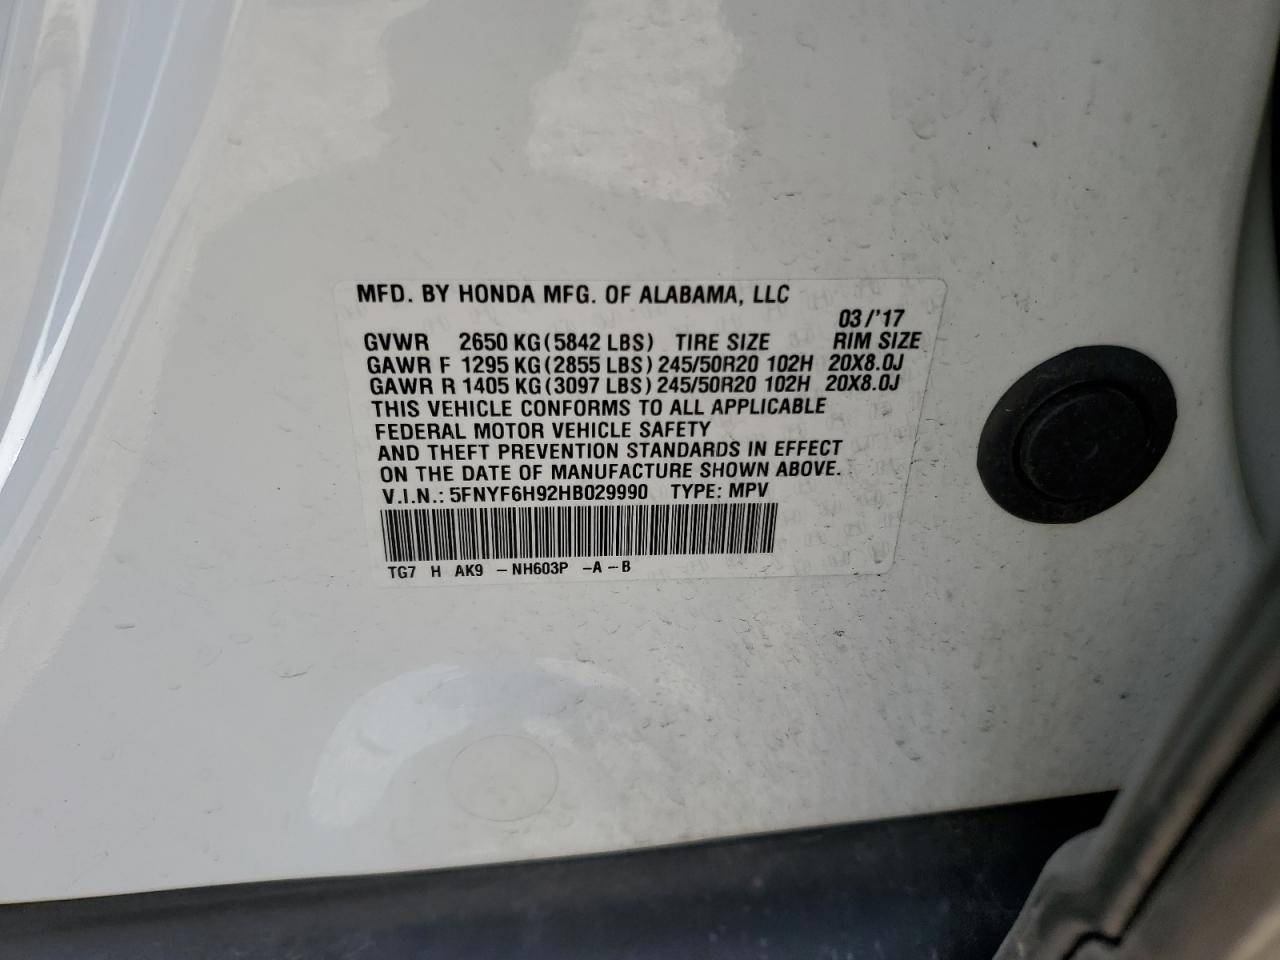 MFD. BY HONDA MFG. OF ALABAMA, LLC
03/'17
GVWR 2650 KG(5842 LBS) TIRE SIZE RIM SIZE
GAWR F 1295 KG(2855 LBS) 245/50R20 102H 20X8.0J
GAWR R 1405 KG(3097 LBS) 245/50R20 102H 20X8.0J
THIS VEHICLE CONFORMS TO ALL APPLICABLE
FEDERAL MOTOR VEHICLE SAFETY
AND THEFT PREVENTION STANDARDS IN EFFECT
ON THE DATE OF MANUFACTURE SHOWN ABOVE.
V.I.N.: 5FNYF6H92HB029990 TYPE: MPV
TG7 H AK9 -NH603P -A-B